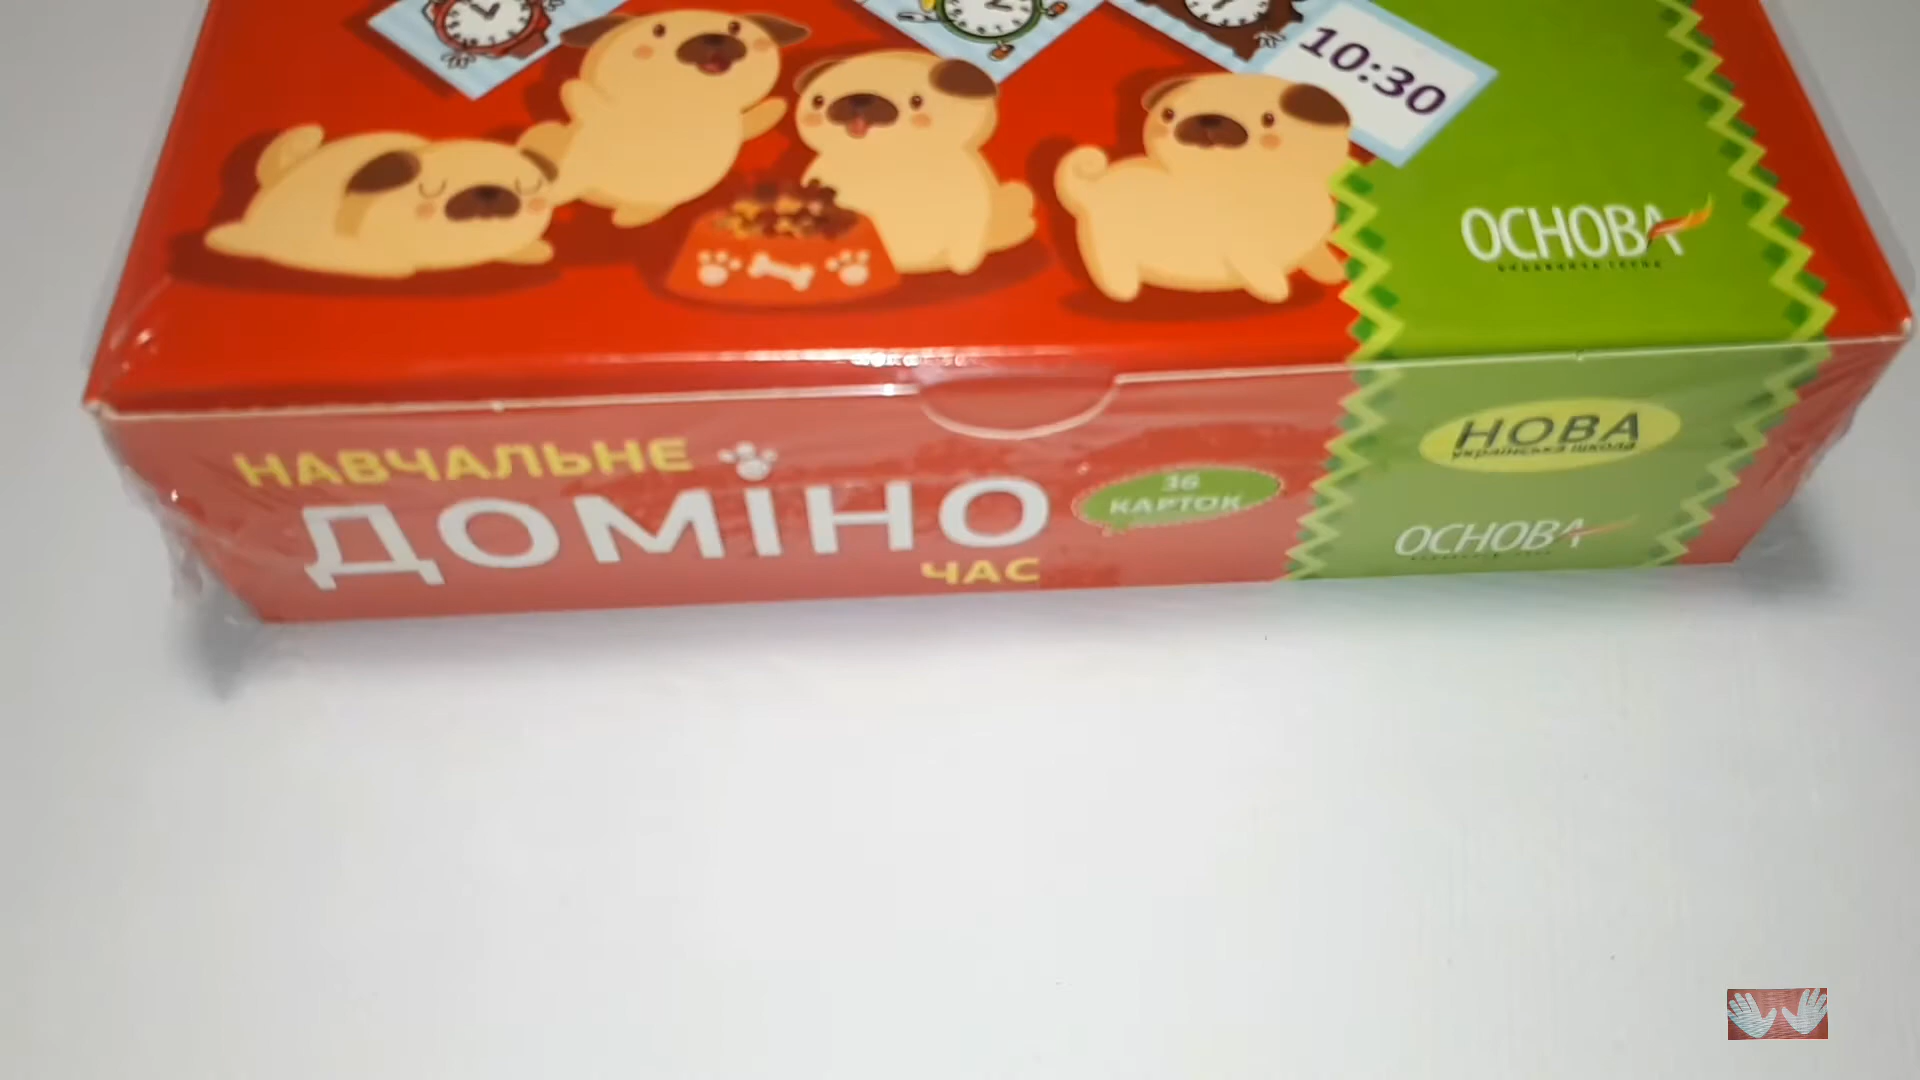 10:30
ОСНОВА
НАВЧАЛЬНЕ
ДОМІНО
ЧАС
36
КАРТОК
НОВА
українська школа
ОСНОВА